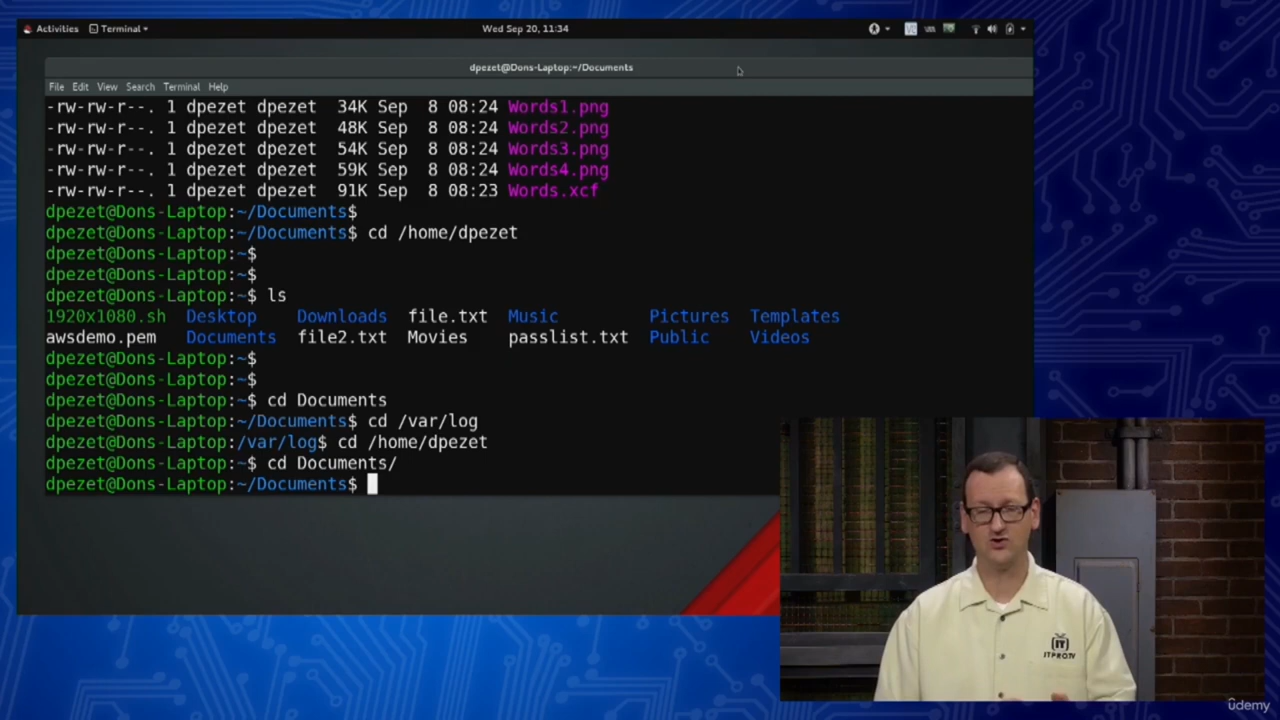 Activities Terminal Wed Sep 20, 11:34
dpezet@Dons-Laptop:~/Documents
File Edit View Search Terminal Help
-rw-rw-r--. 1 dpezet dpezet 34K Sep 8 08:24 Words1.png
-rw-rw-r--. 1 dpezet dpezet 48K Sep 8 08:24 Words2.png
-rw-rw-r--. 1 dpezet dpezet 54K Sep 8 08:24 Words3.png
-rw-rw-r--. 1 dpezet dpezet 59K Sep 8 08:24 Words4.png
-rw-rw-r--. 1 dpezet dpezet 91K Sep 8 08:23 Words.xcf
dpezet@Dons-Laptop:~/Documents$
dpezet@Dons-Laptop:~/Documents$ cd /home/dpezet
dpezet@Dons-Laptop:~$
dpezet@Dons-Laptop:~$
dpezet@Dons-Laptop:~$ ls
1920x1080.sh Desktop Downloads file.txt Music Pictures Templates
awsdemo.pem Documents file2.txt Movies passlist.txt Public Videos
dpezet@Dons-Laptop:~$
dpezet@Dons-Laptop:~$
dpezet@Dons-Laptop:~$ cd Documents
dpezet@Dons-Laptop:~/Documents$ cd /var/log
dpezet@Dons-Laptop:/var/log$ cd /home/dpezet
dpezet@Dons-Laptop:~$ cd Documents/
dpezet@Dons-Laptop:~/Documents$
IT
ITPROTV
udemy